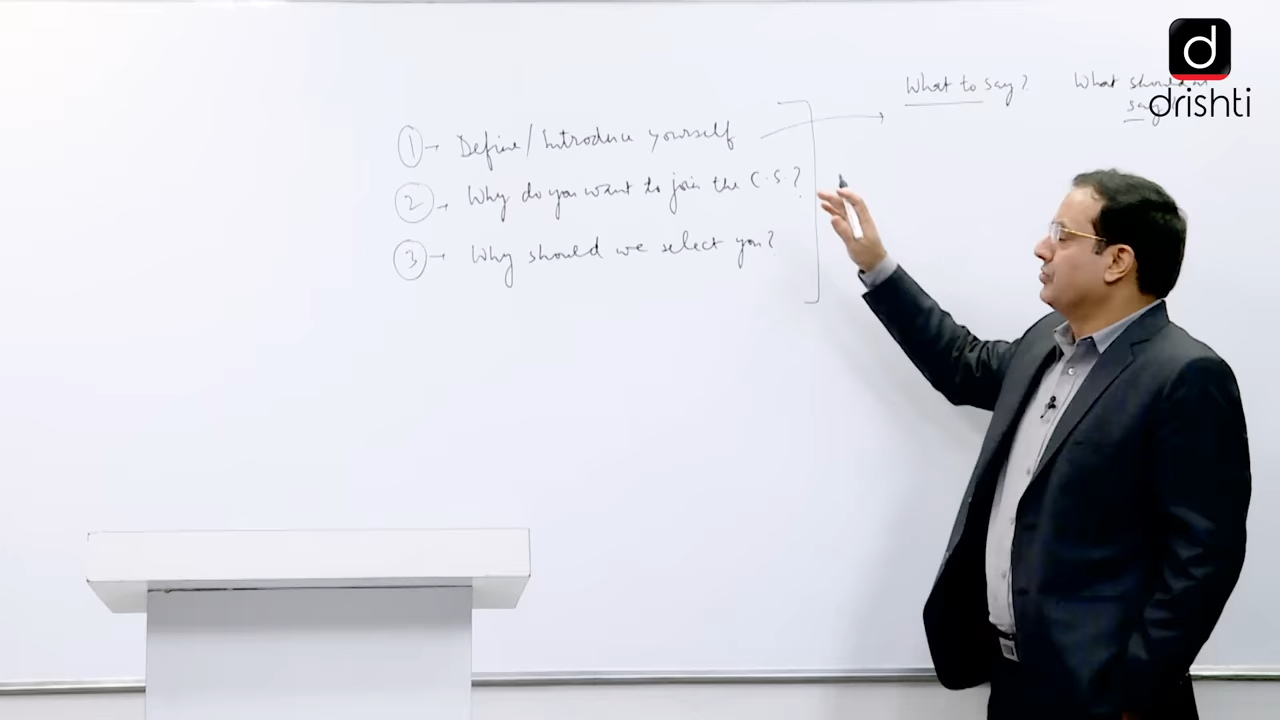 d
drishti
What to say?
What should
say
1 → Define/Introduce yourself
2 → Why do you want to join the C.S.?
3 → Why should we select you?